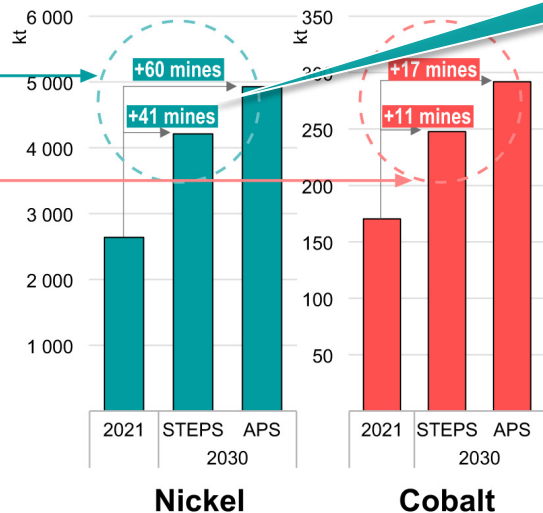 6 000
kt
5 000
4 000
3 000
2 000
1 000
+60 mines
+41 mines
2021
STEPS
APS
2030
Nickel
350
kt
300
250
200
150
100
50
+17 mines
+11 mines
2021
STEPS
APS
2030
Cobalt